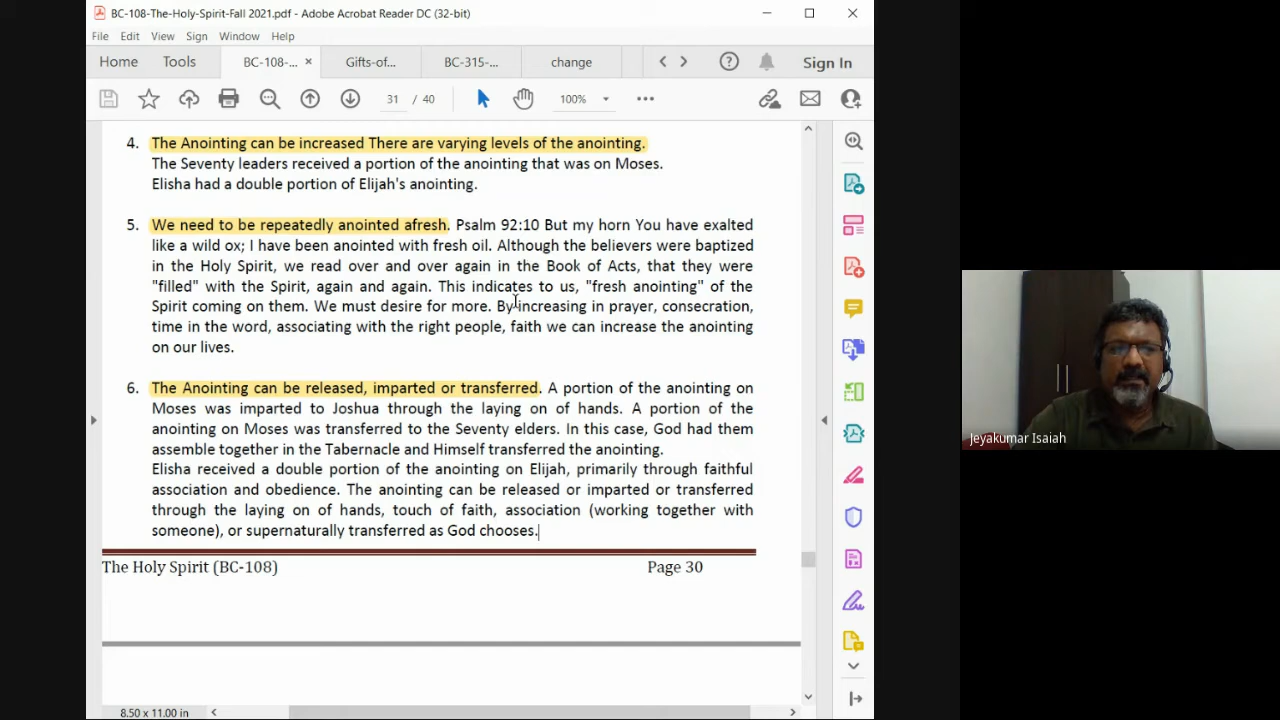 BC-108-The-Holy-Spirit-Fall 2021.pdf - Adobe Acrobat Reader DC (32-bit)
File Edit View Sign Window Help
Home Tools BC-108-... × Gifts-of... BC-315-... change Sign In
31 / 40 100%
4. The Anointing can be increased There are varying levels of the anointing.
The Seventy leaders received a portion of the anointing that was on Moses.
Elisha had a double portion of Elijah's anointing.
5. We need to be repeatedly anointed afresh. Psalm 92:10 But my horn You have exalted
like a wild ox; I have been anointed with fresh oil. Although the believers were baptized
in the Holy Spirit, we read over and over again in the Book of Acts, that they were
"filled" with the Spirit, again and again. This indicates to us, "fresh anointing" of the
Spirit coming on them. We must desire for more. By increasing in prayer, consecration,
time in the word, associating with the right people, faith we can increase the anointing
on our lives.
6. The Anointing can be released, imparted or transferred. A portion of the anointing on
Moses was imparted to Joshua through the laying on of hands. A portion of the
anointing on Moses was transferred to the Seventy elders. In this case, God had them
assemble together in the Tabernacle and Himself transferred the anointing.
Elisha received a double portion of the anointing on Elijah, primarily through faithful
association and obedience. The anointing can be released or imparted or transferred
through the laying on of hands, touch of faith, association (working together with
someone), or supernaturally transferred as God chooses.
The Holy Spirit (BC-108) Page 30
8.50 x 11.00 in
Jeyakumar Isaiah